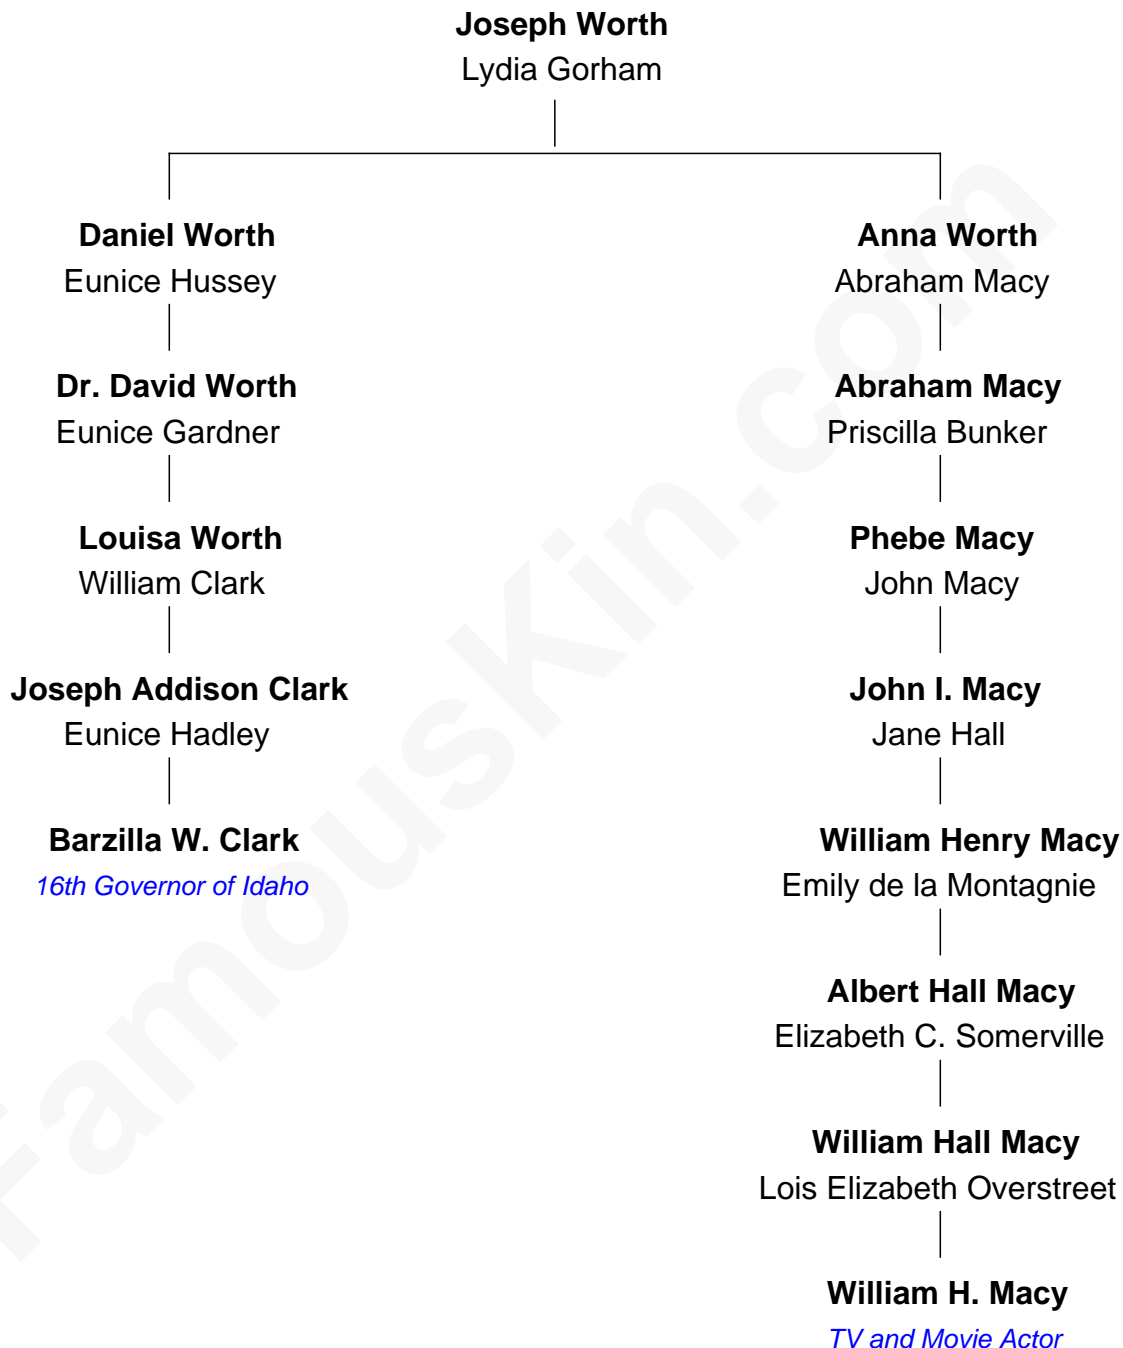 Joseph Worth
Lydia Gorham
Daniel Worth
Eunice Hussey
Dr. David Worth
Eunice Gardner
Louisa Worth
William Clark
Joseph Addison Clark
Eunice Hadley
Barzilla W. Clark
16th Governor of Idaho
Anna Worth
Abraham Macy
Abraham Macy
Priscilla Bunker
Phebe Macy
John Macy
John I. Macy
Jane Hall
William Henry Macy
Emily de la Montagnie
Albert Hall Macy
Elizabeth C. Somerville
William Hall Macy
Lois Elizabeth Overstreet
William H. Macy
TV and Movie Actor
FamousKin.com